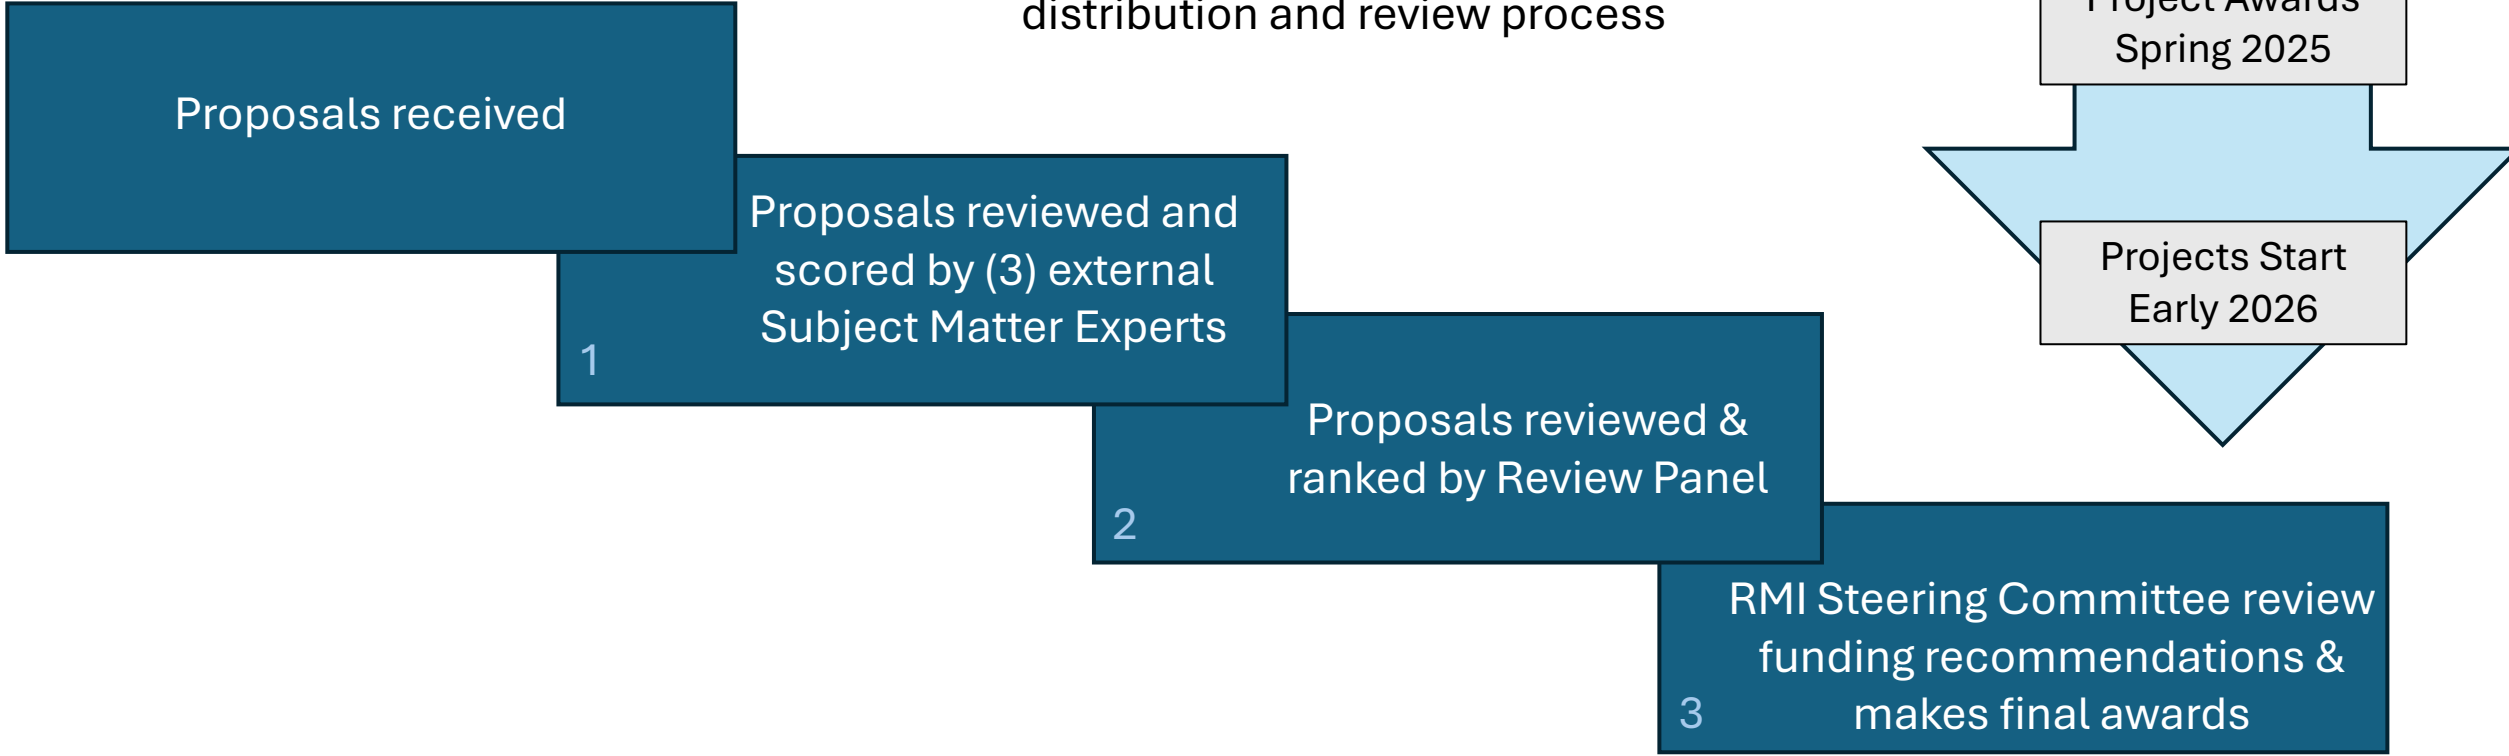 distribution and review process
Project Awards
Spring 2025
Proposals received
Proposals reviewed and
scored by (3) external
Subject Matter Experts
1
Projects Start
Early 2026
Proposals reviewed &
ranked by Review Panel
2
RMI Steering Committee review
funding recommendations &
makes final awards
3